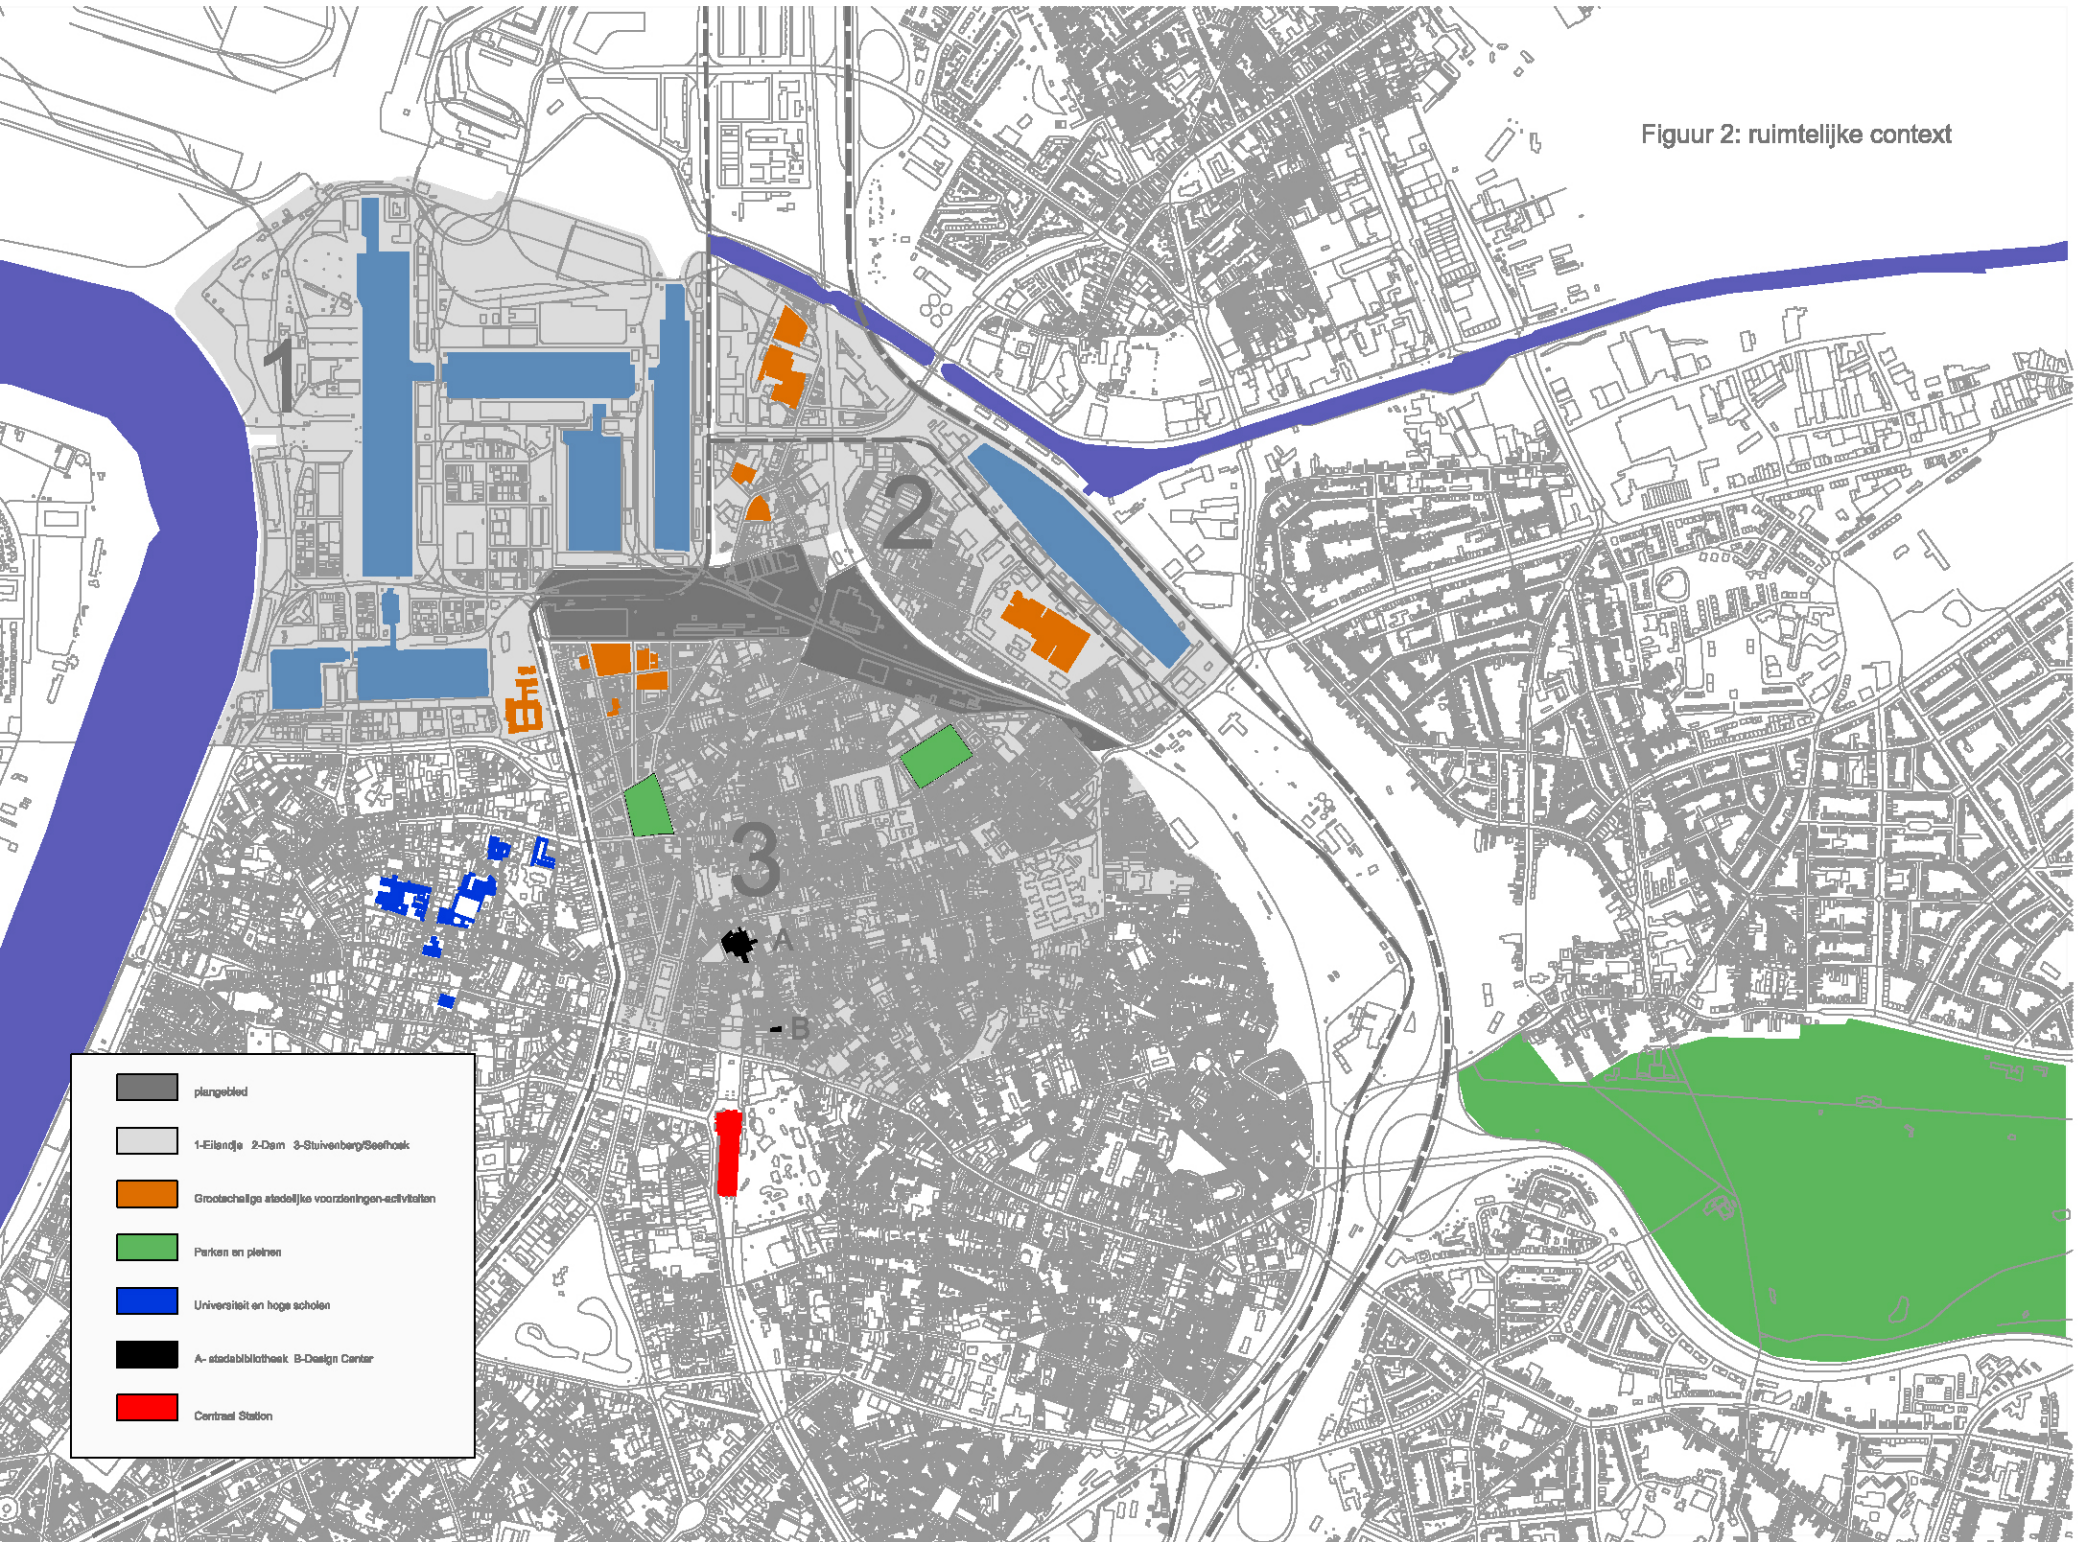 Figuur 2: ruimtelijke context
1
2
3
A
B
plangebied
1-Eilandje 2-Dam 3-Stuivenberg/Seefhoek
Grootschalige stedelijke voorzieningen-activiteiten
Parken en pleinen
Universiteit en hoge scholen
A- stadsbibliotheek B-Design Center
Centraal Station